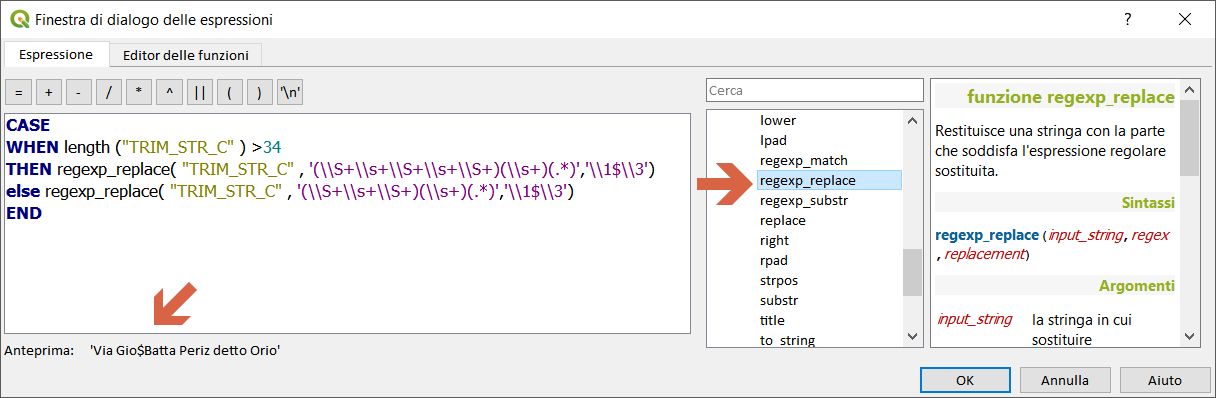 Finestra di dialogo delle espressioni
?
Espressione
Editor delle funzioni
= + - / * ^ || ( ) '\n'
CASE
WHEN length ("TRIM_STR_C" ) >34
THEN regexp_replace( "TRIM_STR_C" , '(\\S+\\s+\\S+\\s+\\S+)(\\s+)(.*)','\\1$\\3')
else regexp_replace( "TRIM_STR_C" , '(\\S+\\s+\\S+)(\\s+)(.*)','\\1$\\3')
END
Anteprima: 'Via Gio$Batta Periz detto Orio'
Cerca
lower
lpad
regexp_match
regexp_replace
regexp_substr
replace
right
rpad
strpos
substr
title
to_string
funzione regexp_replace
Restituisce una stringa con la parte
che soddisfa l'espressione regolare
sostituita.
Sintassi
regexp_replace(input_string,regex
,replacement)
Argomenti
input_string la stringa in cui
sostituire
OK
Annulla
Aiuto